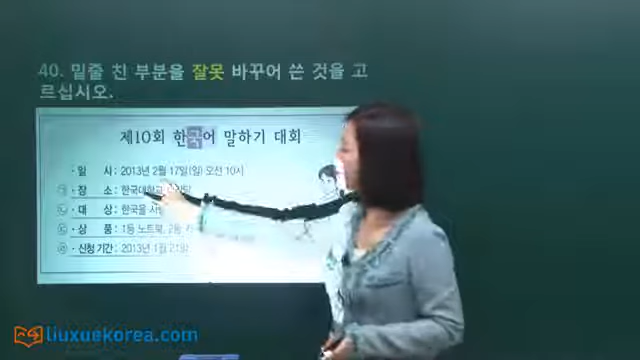 40. 밑줄 친 부분을 잘못 바꾸어 쓴 것을 고
르십시오.
제10회 한국어 말하기 대회
· 일 시: 2013년 2월 17일(일) 오전 10시
㉠ 장 소: 한국대학교
㉡ 대 상: 한국을
㉢ 상 품: 1등 노트북, 2등
㉣ 신청 기간: 2013년 1월 21일
liuxuekorea.com